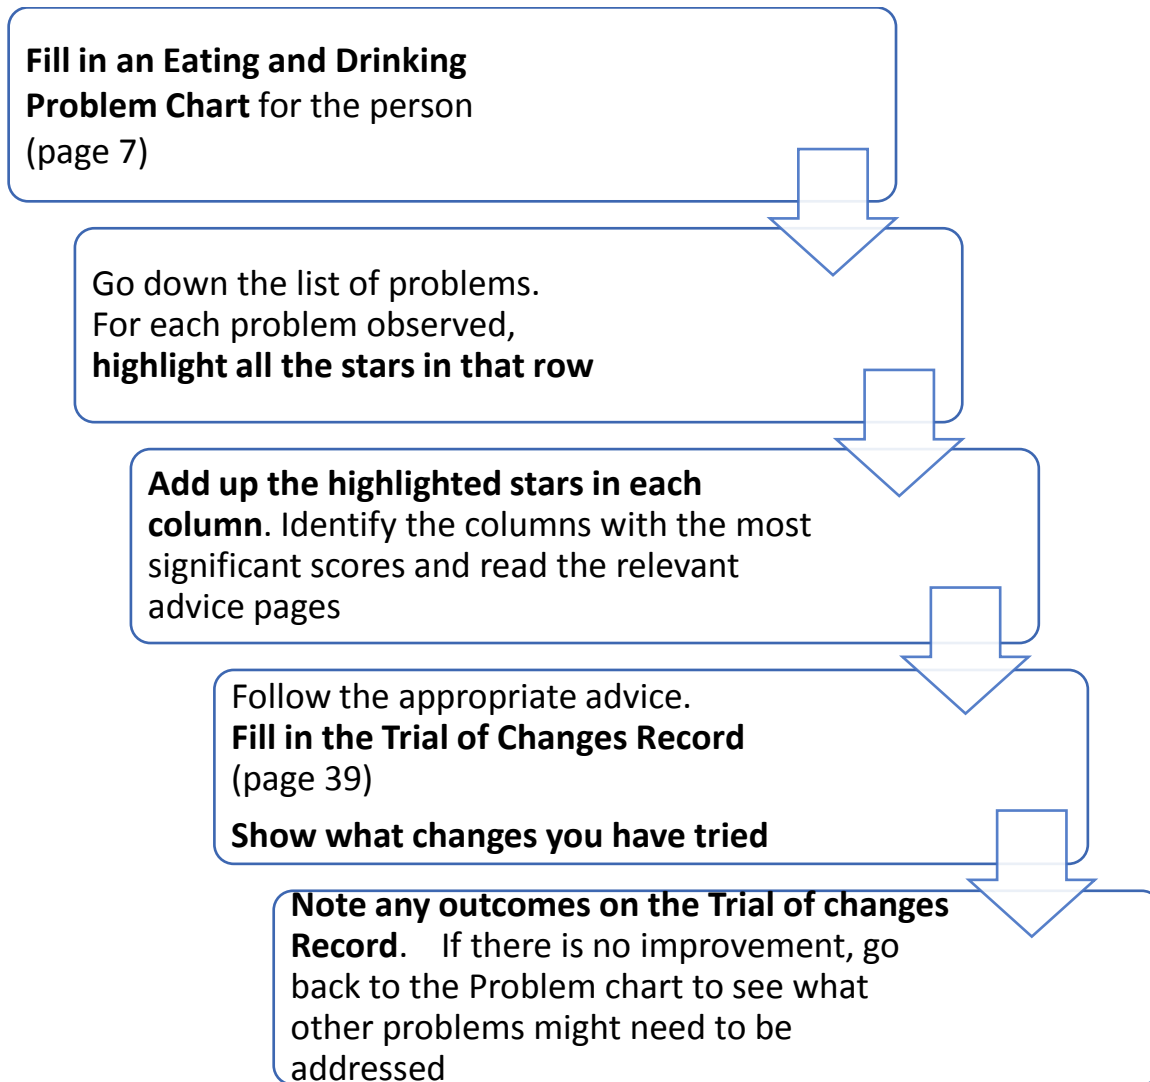 Fill in an Eating and Drinking
Problem Chart for the person
(page 7)
Go down the list of problems.
For each problem observed,
highlight all the stars in that row
Add up the highlighted stars in each
column. Identify the columns with the most
significant scores and read the relevant
advice pages
Follow the appropriate advice.
Fill in the Trial of Changes Record
(page 39)
Show what changes you have tried
Note any outcomes on the Trial of changes
Record. If there is no improvement, go
back to the Problem chart to see what
other problems might need to be
addressed